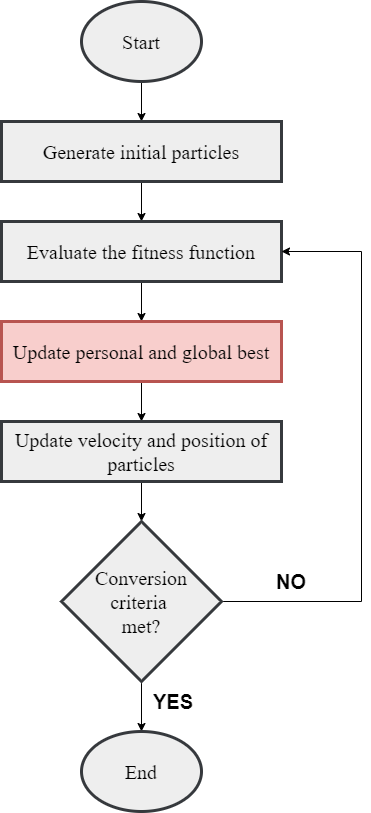 Start
Generate initial particles
Evaluate the fitness function
Update personal and global best
Update velocity and position of
particles
Conversion
criteria
met?
NO
YES
End